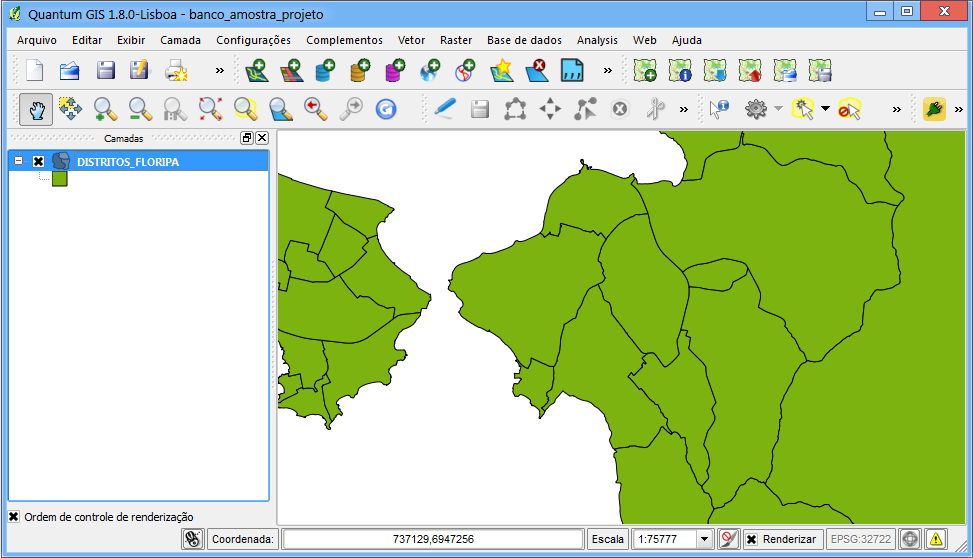 Quantum GIS 1.8.0-Lisboa - banco_amostra_projeto
Arquivo Editar Exibir Camada Configurações Complementos Vetor Raster Base de dados Analysis Web Ajuda
Camadas
DISTRITOS_FLORIPA
Ordem de controle de renderização
Coordenada: 737129,6947256 Escala 1:75777 Renderizar EPSG:32722